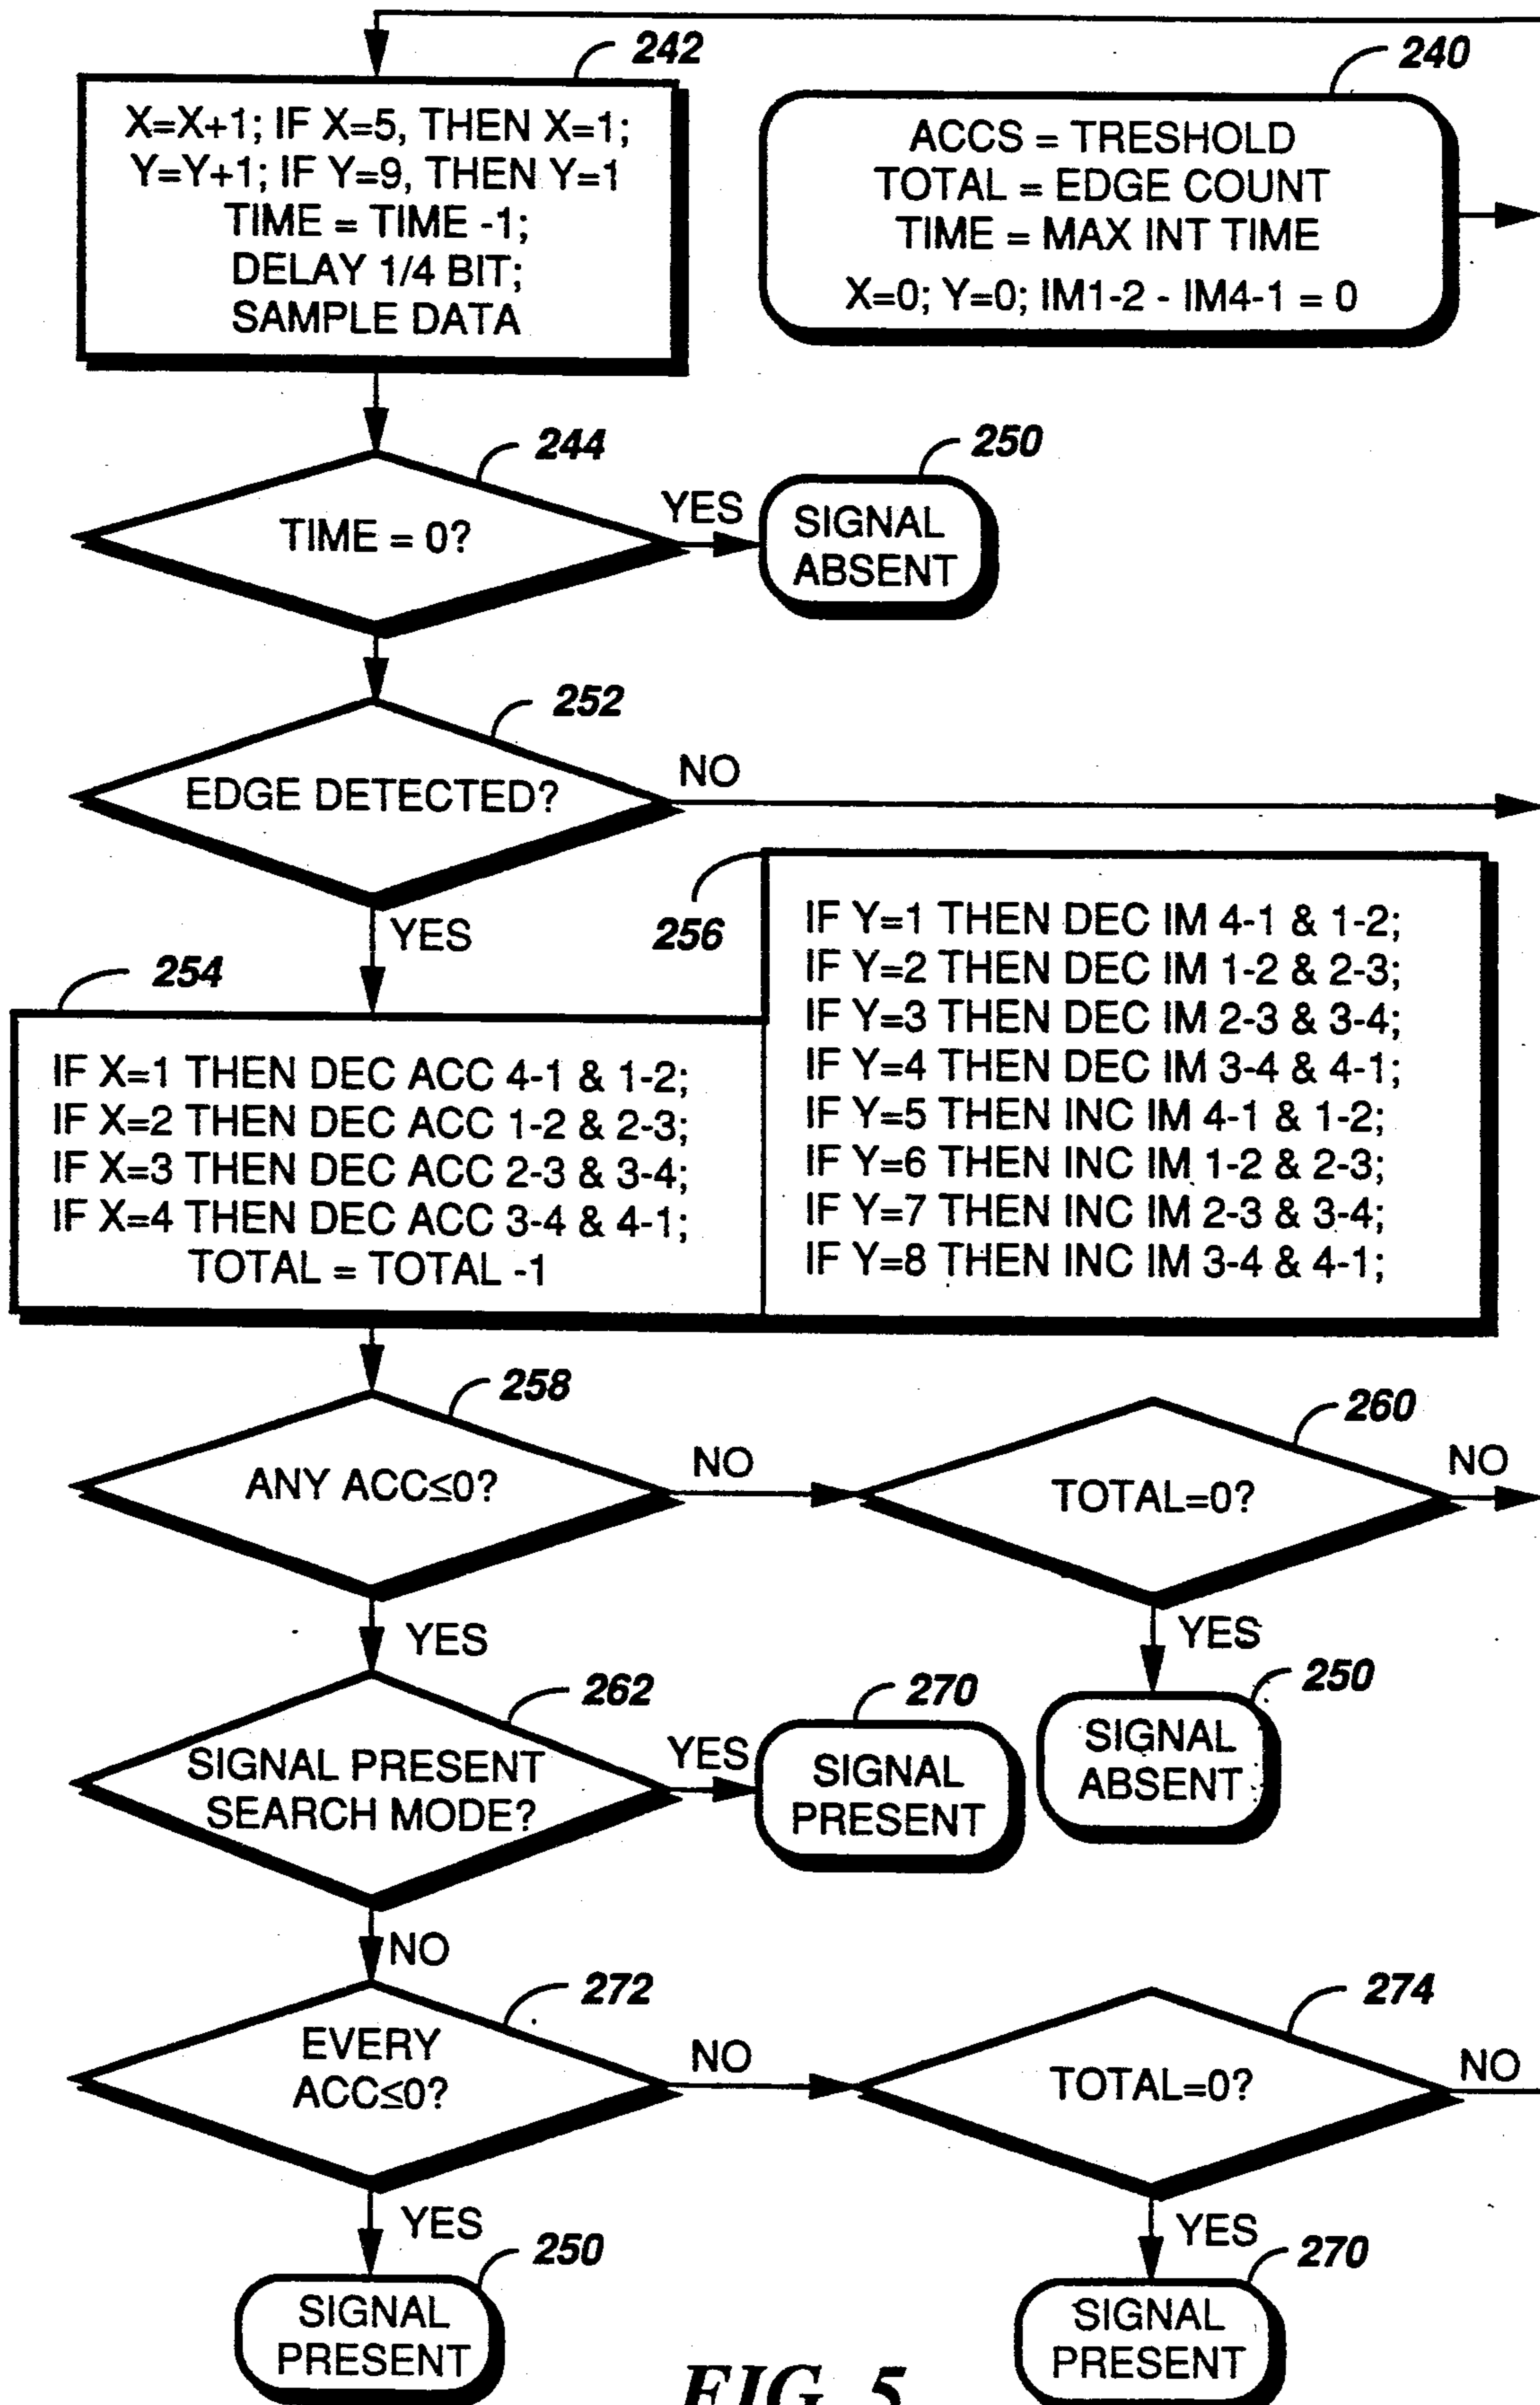 242
X=X+1; IF X=5, THEN X=1;
Y=Y+1; IF Y=9, THEN Y=1
TIME = TIME -1;
DELAY 1/4 BIT;
SAMPLE DATA
240
ACCS = TRESHOLD
TOTAL = EDGE COUNT
TIME = MAX INT TIME
X=0; Y=0; IM1-2 - IM4-1 = 0
244
TIME = 0?
YES
250
SIGNAL
ABSENT
252
EDGE DETECTED?
NO
YES
254
IF X=1 THEN DEC ACC 4-1 & 1-2;
IF X=2 THEN DEC ACC 1-2 & 2-3;
IF X=3 THEN DEC ACC 2-3 & 3-4;
IF X=4 THEN DEC ACC 3-4 & 4-1;
TOTAL = TOTAL -1
256
IF Y=1 THEN DEC IM 4-1 & 1-2;
IF Y=2 THEN DEC IM 1-2 & 2-3;
IF Y=3 THEN DEC IM 2-3 & 3-4;
IF Y=4 THEN DEC IM 3-4 & 4-1;
IF Y=5 THEN INC IM 4-1 & 1-2;
IF Y=6 THEN INC IM 1-2 & 2-3;
IF Y=7 THEN INC IM 2-3 & 3-4;
IF Y=8 THEN INC IM 3-4 & 4-1;
258
ANY ACC≤0?
NO
260
TOTAL=0?
NO
YES
YES
250
SIGNAL
ABSENT
262
SIGNAL PRESENT
SEARCH MODE?
YES
270
SIGNAL
PRESENT
NO
272
EVERY
ACC≤0?
NO
274
TOTAL=0?
NO
YES
250
SIGNAL
PRESENT
YES
270
SIGNAL
PRESENT
FIG. 5